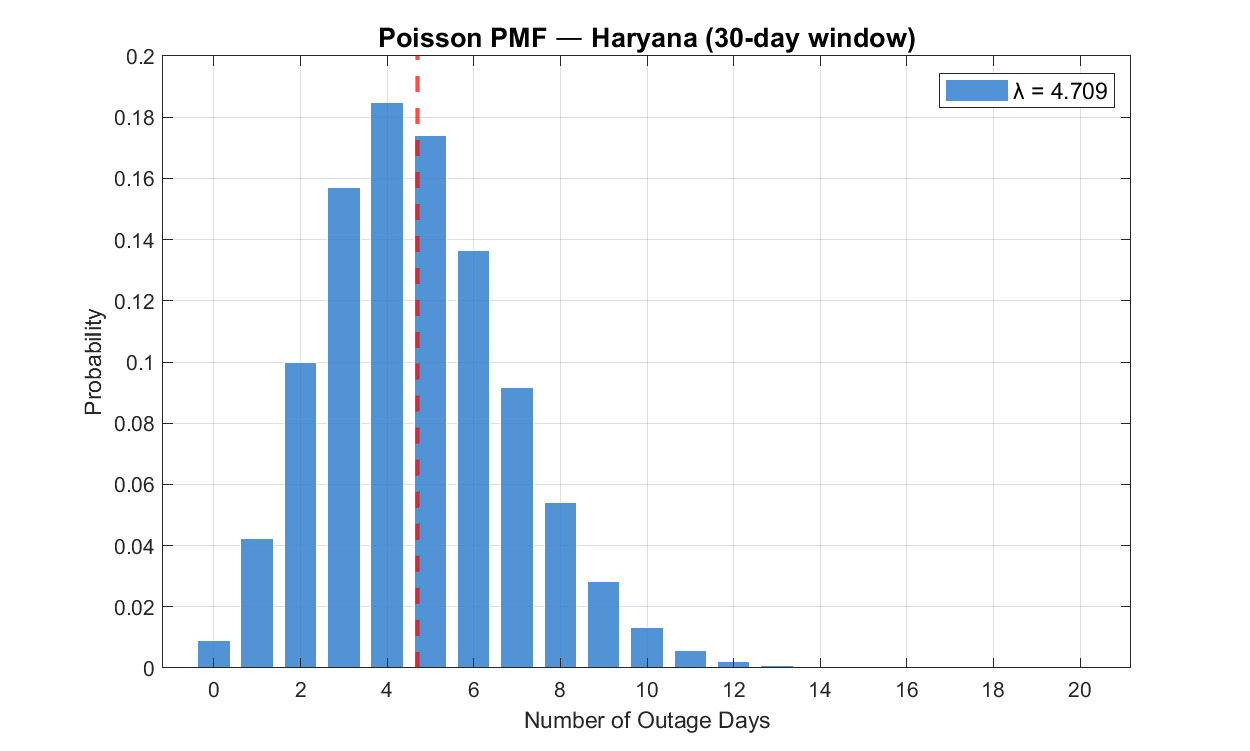 Poisson PMF — Haryana (30-day window)
λ = 4.709
Probability
0.2
0.18
0.16
0.14
0.12
0.1
0.08
0.06
0.04
0.02
0
0 2 4 6 8 10 12 14 16 18 20
Number of Outage Days